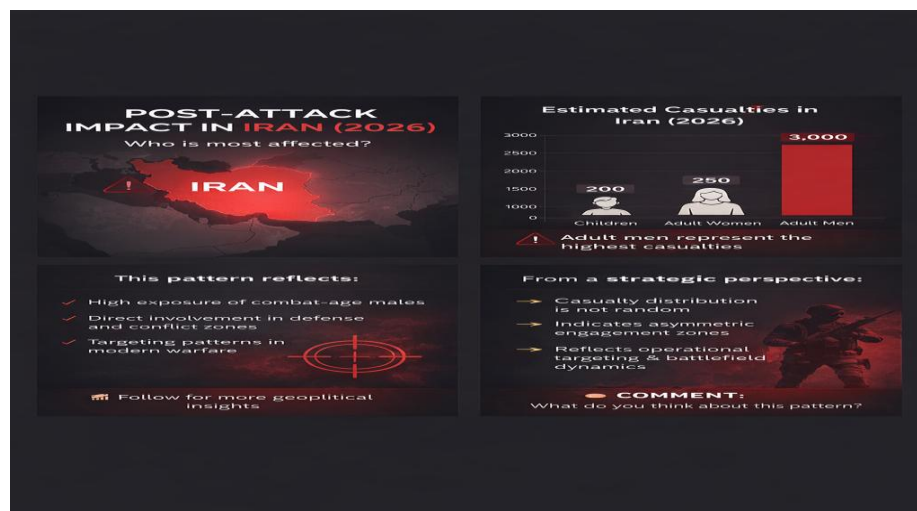 POST-ATTACK
IMPACT IN IRAN (2026)
Who is most affected?
IRAN
Estimated Casualties in
Iran (2026)
3000
2500
2000
1500
1000
0
200
250
3,000
Children
Adult Women
Adult Men
Adult men represent the
highest casualties
This pattern reflects:
High exposure of combat-age males
Direct involvement in defense
and conflict zones
Targeting patterns in
modern warfare
Follow for more geoplitical
insights
From a strategic perspective:
Casualty distribution
is not random
Indicates asymmetric
engagement zones
Reflects operational
targeting & battlefield
dynamics
COMMENT:
What do you think about this pattern?